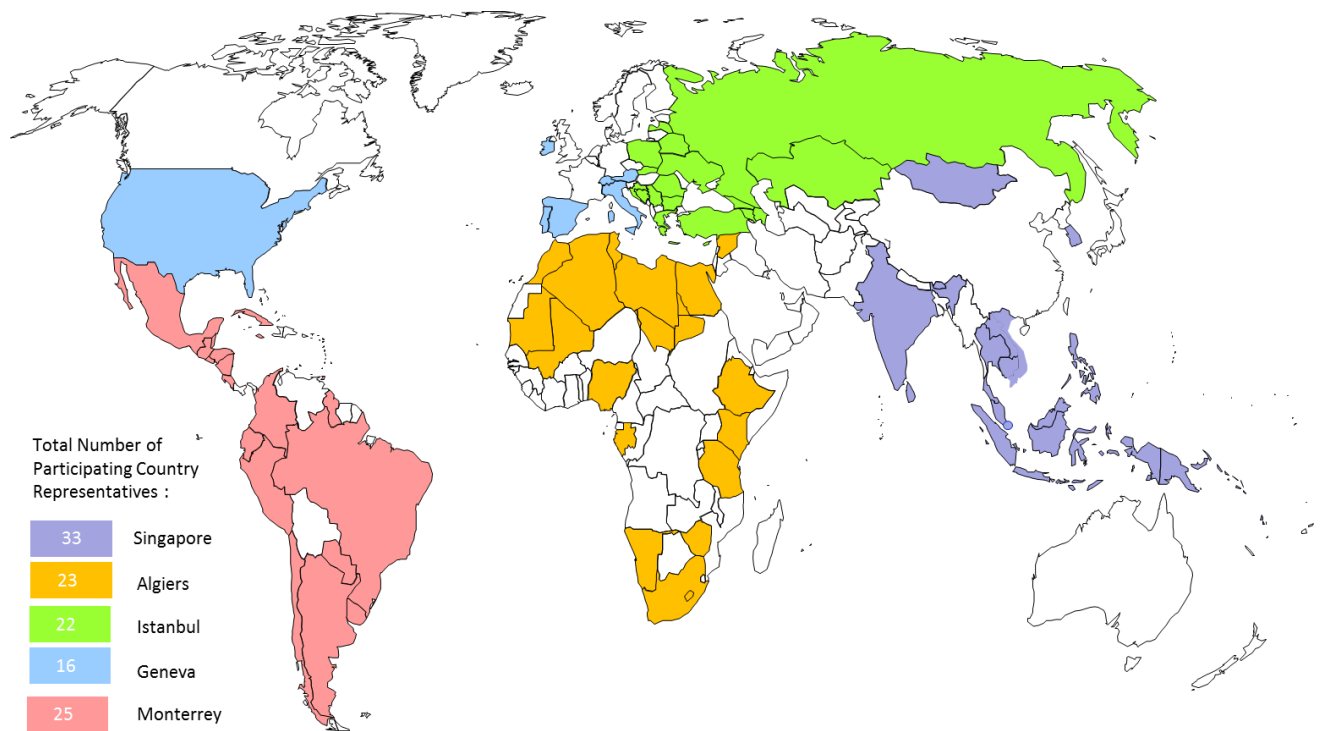 Total Number of
Participating Country
Representatives :
33 Singapore
23 Algiers
22 Istanbul
16 Geneva
25 Monterrey